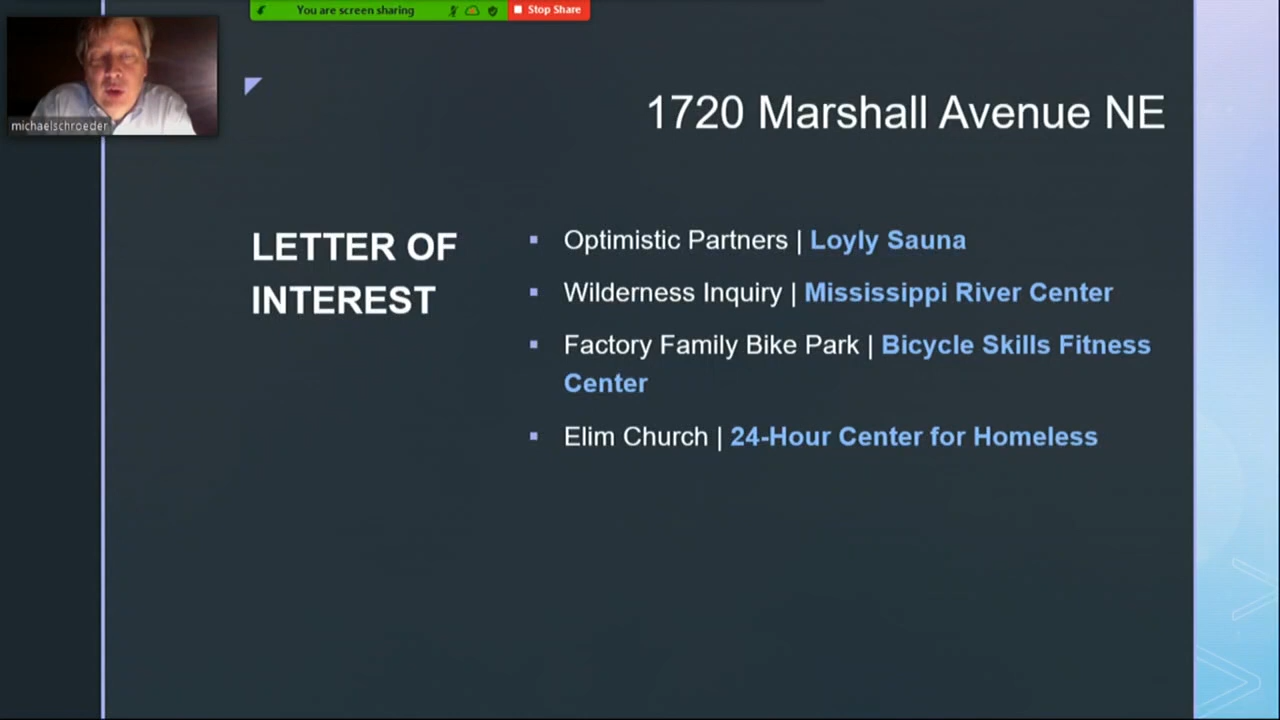 You are screen sharing
Stop Share
michaelschroeder
1720 Marshall Avenue NE
LETTER OF
INTEREST
▪ Optimistic Partners | Loyly Sauna
▪ Wilderness Inquiry | Mississippi River Center
▪ Factory Family Bike Park | Bicycle Skills Fitness
Center
▪ Elim Church | 24-Hour Center for Homeless